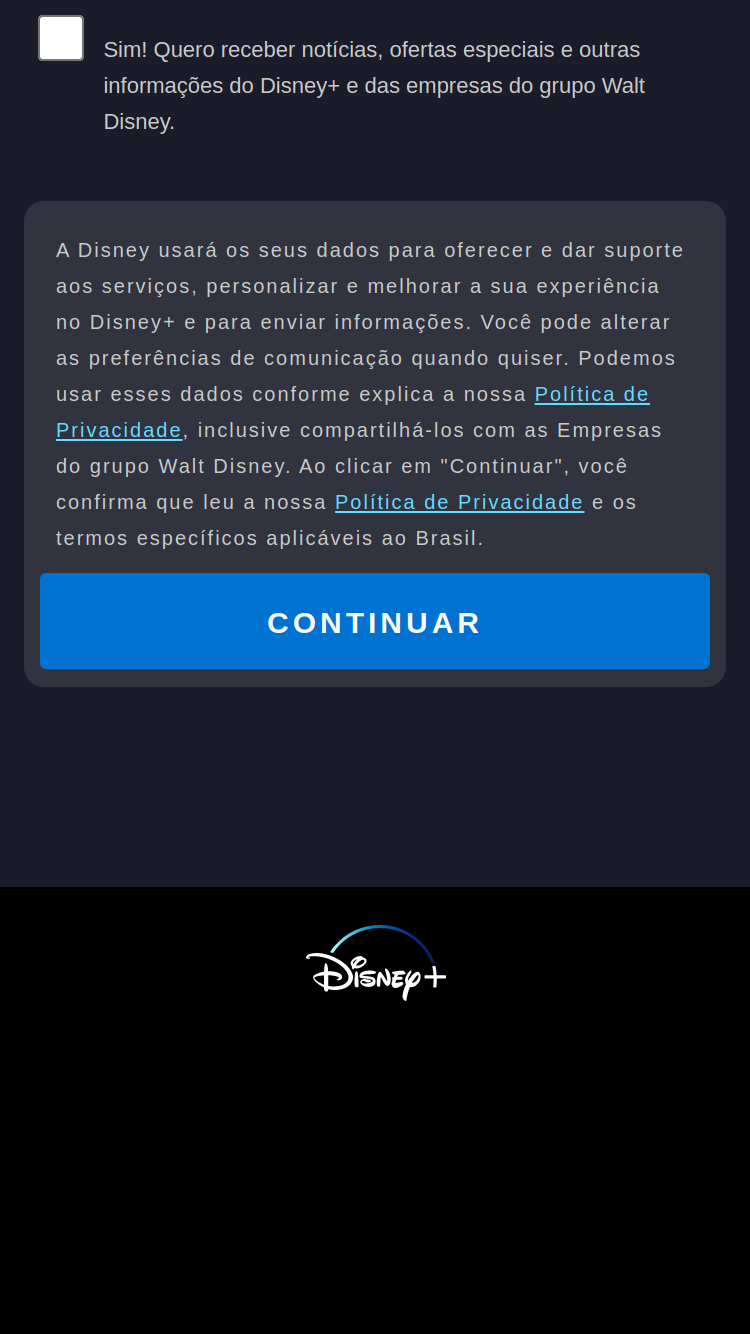 Sim! Quero receber notícias, ofertas especiais e outras
informações do Disney+ e das empresas do grupo Walt
Disney.
A Disney usará os seus dados para oferecer e dar suporte
aos serviços, personalizar e melhorar a sua experiência
no Disney+ e para enviar informações. Você pode alterar
as preferências de comunicação quando quiser. Podemos
usar esses dados conforme explica a nossa Política de
Privacidade, inclusive compartilhá-los com as Empresas
do grupo Walt Disney. Ao clicar em "Continuar", você
confirma que leu a nossa Política de Privacidade e os
termos específicos aplicáveis ao Brasil.
CONTINUAR
Disney+